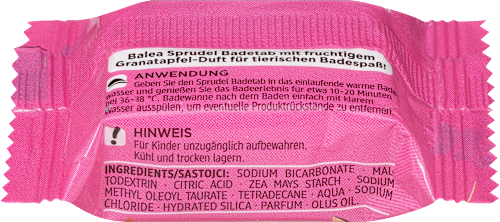 Balea Sprudel Badetab mit fruchtigem
Granatapfel-Duft für tierischen Badespaß!
ANWENDUNG
Geben Sie den Sprudel Badetab in das einlaufende warme Bade-
wasser und genießen Sie das Badeerlebnis für etwa 10-20 Minuten
bei 36-38 °C. Badewanne nach dem Baden einfach mit klarem
Wasser ausspülen, um eventuelle Produktrückstände zu entfernen.
HINWEIS
Für Kinder unzugänglich aufbewahren.
Kühl und trocken lagern.
INGREDIENTS/SASTOJCI: SODIUM BICARBONATE · MAL-
TODEXTRIN · CITRIC ACID · ZEA MAYS STARCH · SODIUM
METHYL OLEOYL TAURATE · TETRADECANE · AQUA · SODIUM
CHLORIDE · HYDRATED SILICA · PARFUM · OLUS OIL